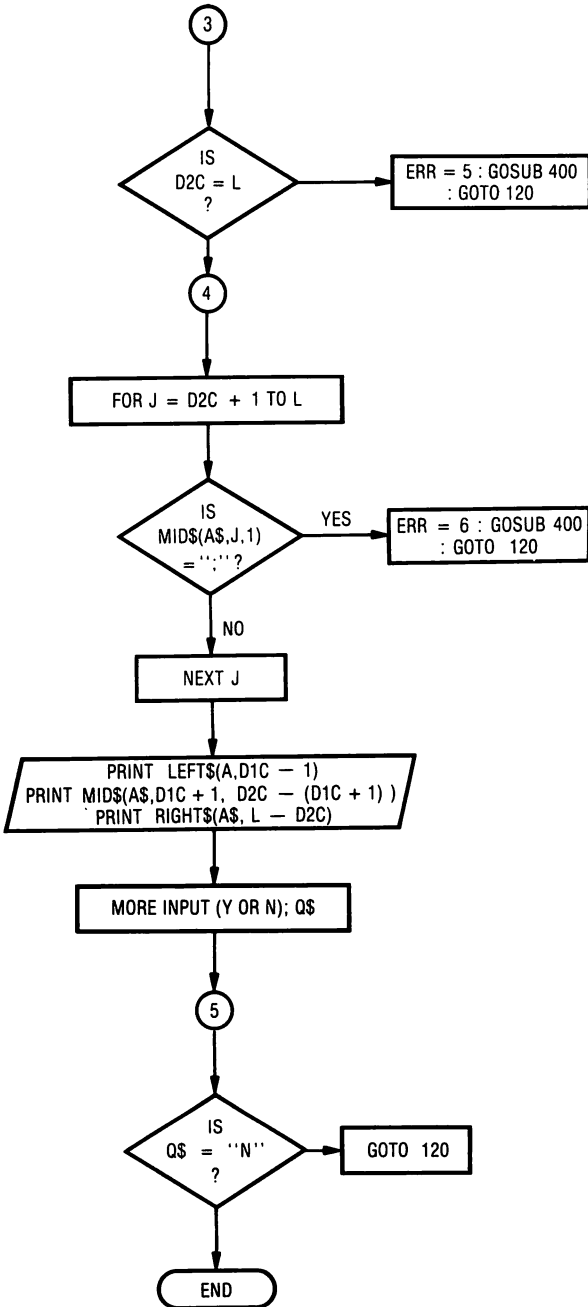 3
IS
D2C = L
?
ERR = 5 : GOSUB 400
: GOTO 120
4
FOR J = D2C + 1 TO L
IS
MID$(A$,J,1)
= '';'' ?
YES
ERR = 6 : GOSUB 400
: GOTO 120
NO
NEXT J
PRINT LEFT$(A,D1C − 1)
PRINT MID$(A$,D1C + 1, D2C − (D1C + 1) )
PRINT RIGHT$(A$, L − D2C)
MORE INPUT (Y OR N); Q$
5
IS
Q$ = ''N''
?
GOTO 120
END